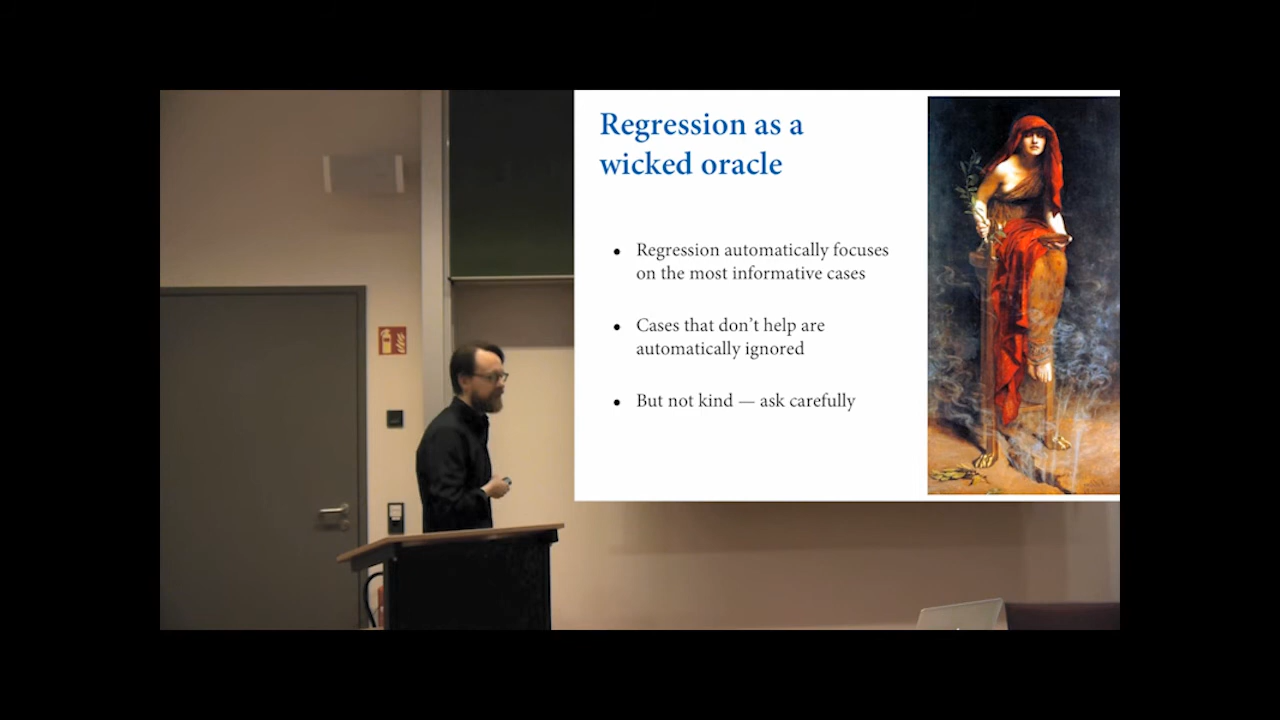 Regression as a
wicked oracle
• Regression automatically focuses
on the most informative cases
• Cases that don't help are
automatically ignored
• But not kind — ask carefully